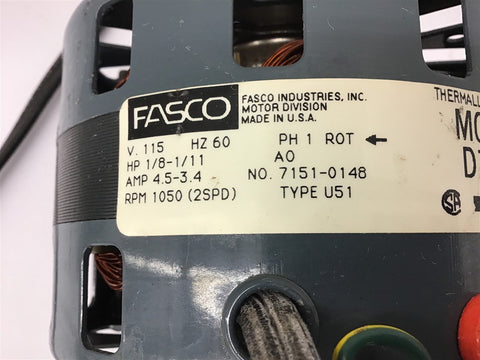 FASCO
FASCO INDUSTRIES, INC.
MOTOR DIVISION
MADE IN U.S.A.
V. 115 HZ 60 PH 1 ROT ←
HP 1/8-1/11 AO
AMP 4.5-3.4 NO. 7151-0148
RPM 1050 (2SPD) TYPE U51
THERMALL
MO